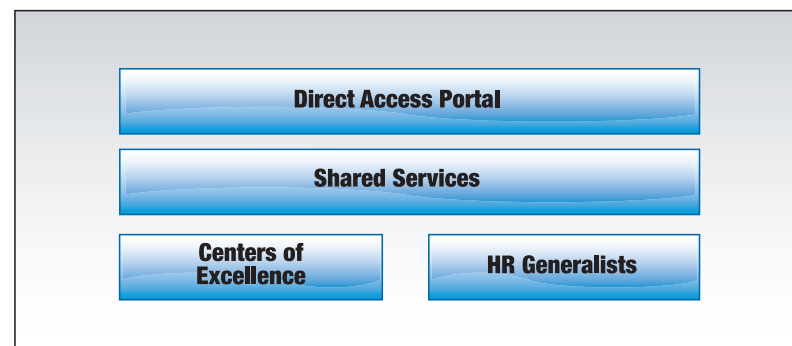 Direct Access Portal
Shared Services
Centers of
Excellence
HR Generalists